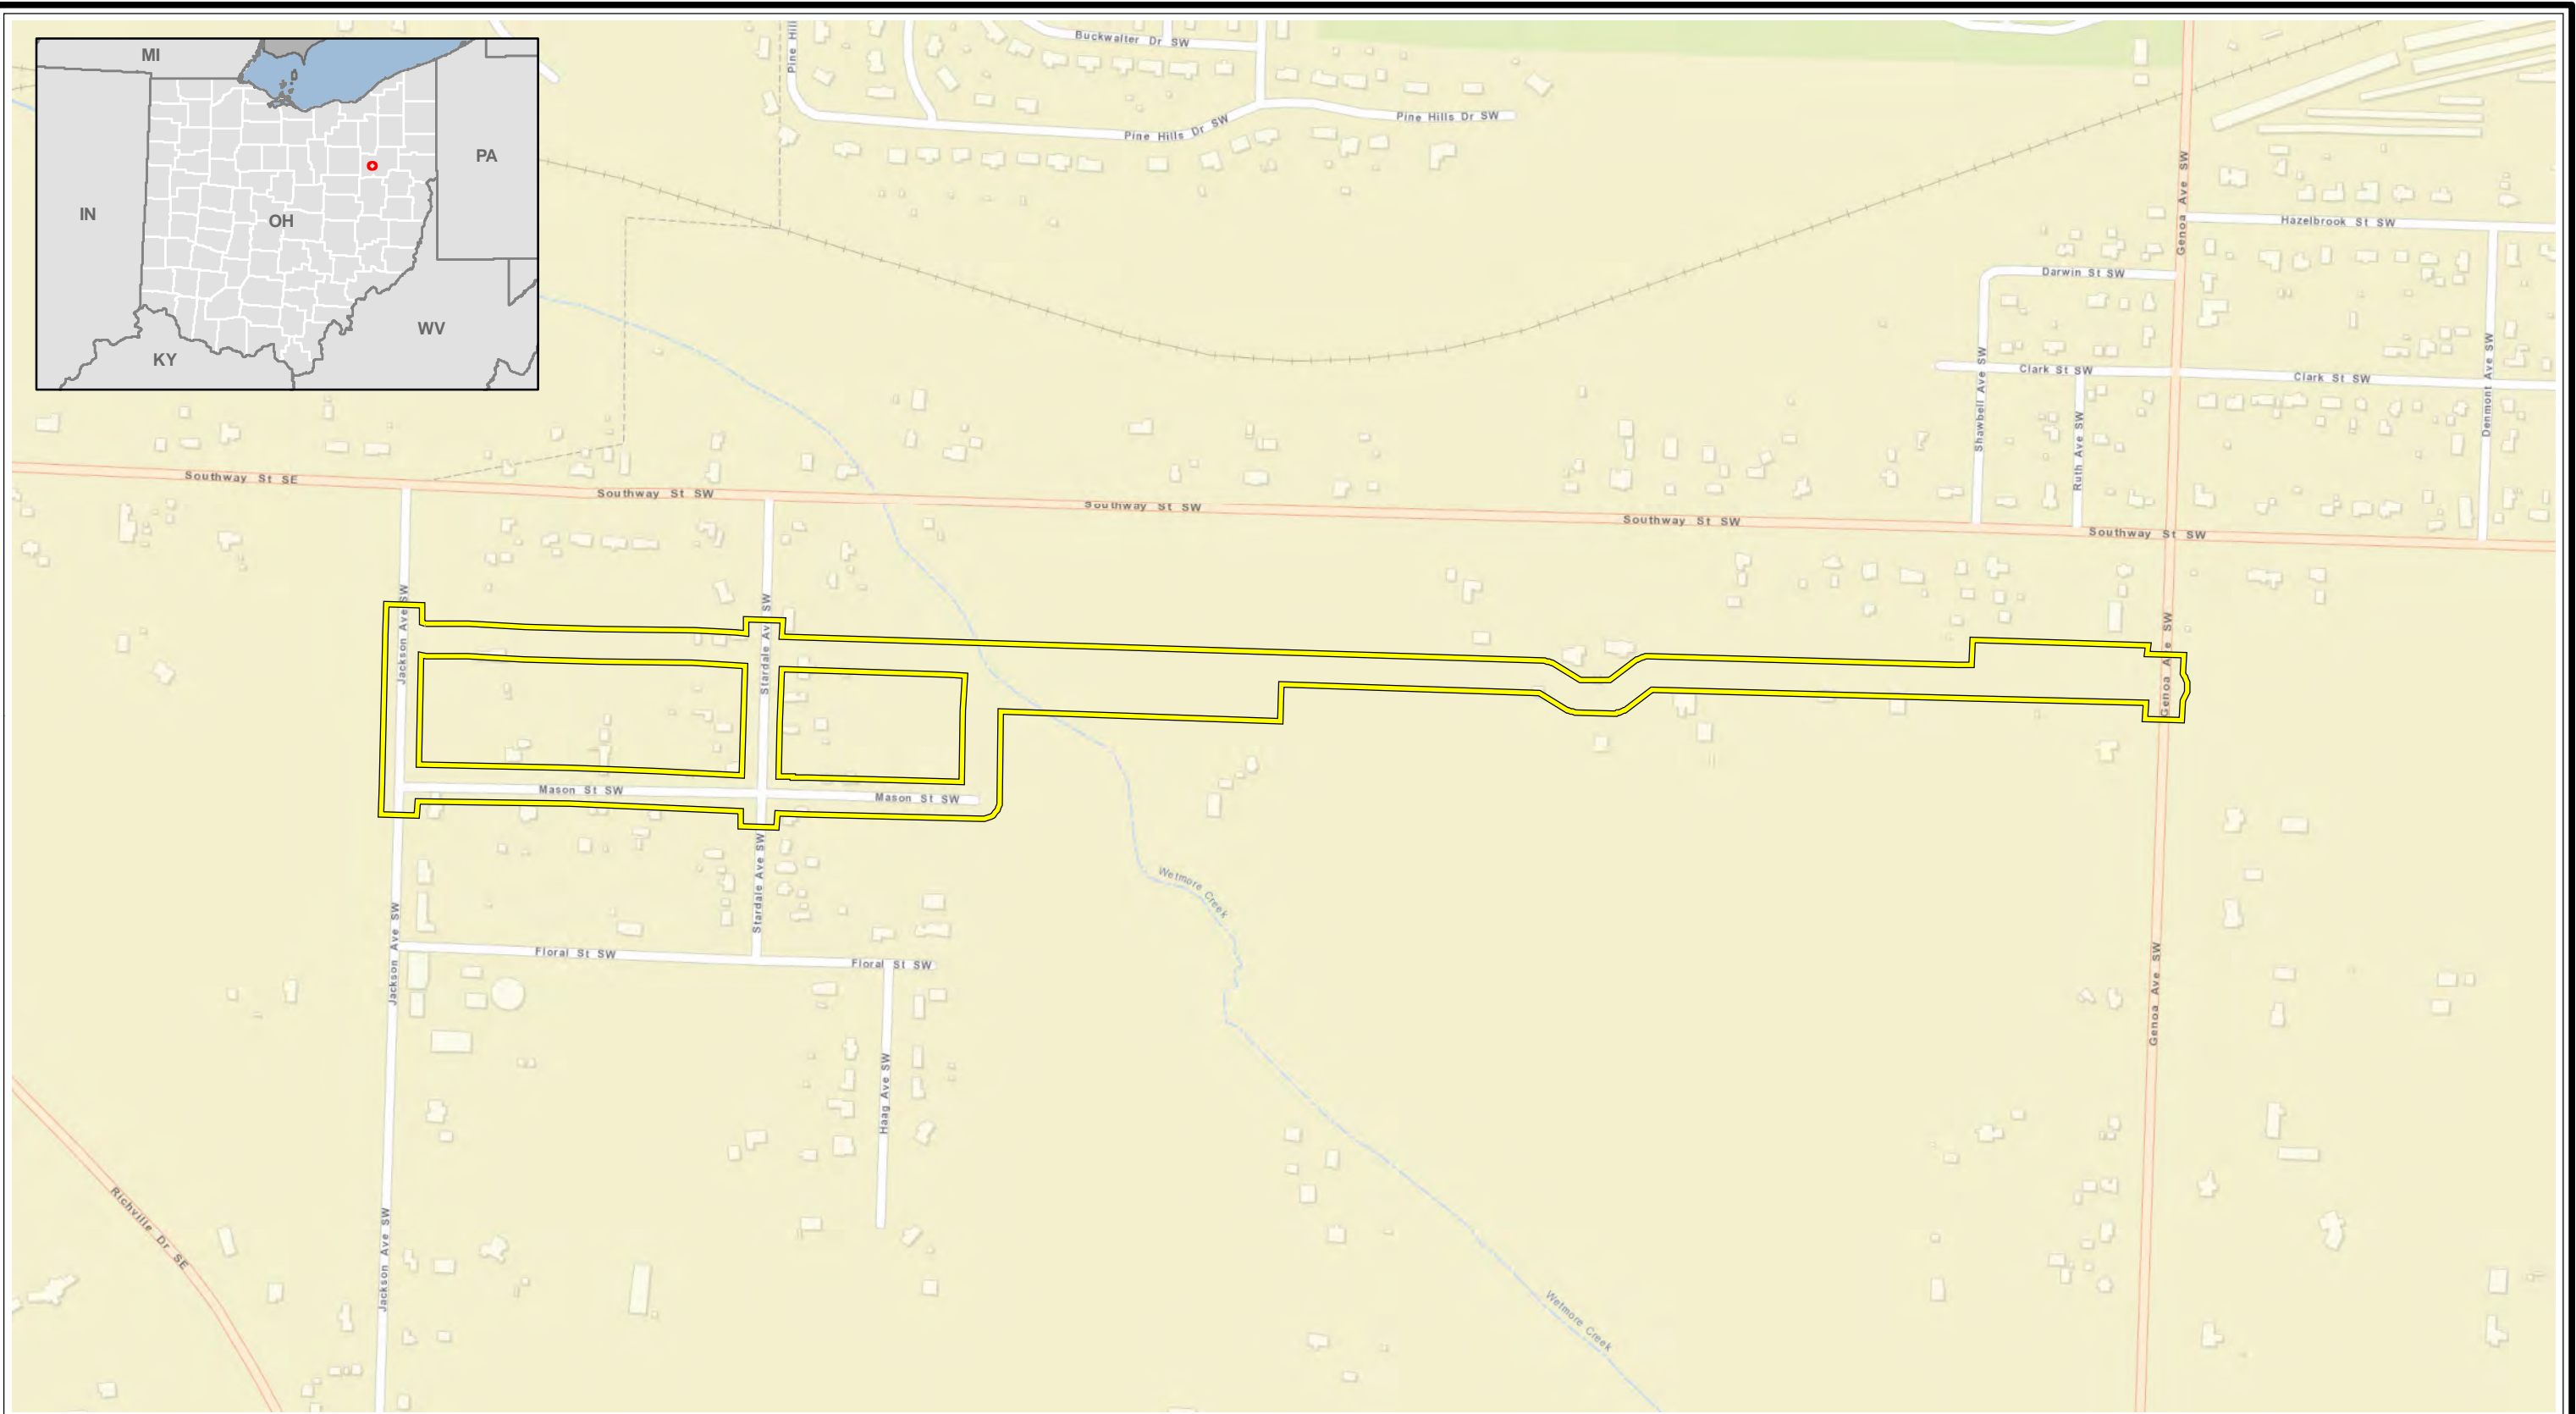 Buckwalter Dr SW
Pine Hill
MI
Pine Hills Dr SW
Pine Hills Dr SW
PA
IN
OH
Genoa Ave SW
Hazelbrook St SW
Darwin St SW
WV
KY
Shawbell Ave SW
Clark St SW
Clark St SW
Denmont Ave SW
Ruth Ave SW
Southway St SE
Southway St SW
Southway St SW
Southway St SW
Southway St SW
Jackson Ave SW
Stardale Ave SW
Genoa Ave SW
Mason St SW
Mason St SW
Stardale Ave SW
Wetmore Creek
Jackson Ave SW
Floral St SW
Floral St SW
Genoa Ave SW
Haag Ave SW
Richville Dr SE
Jackson Ave SW
Wetmore Creek